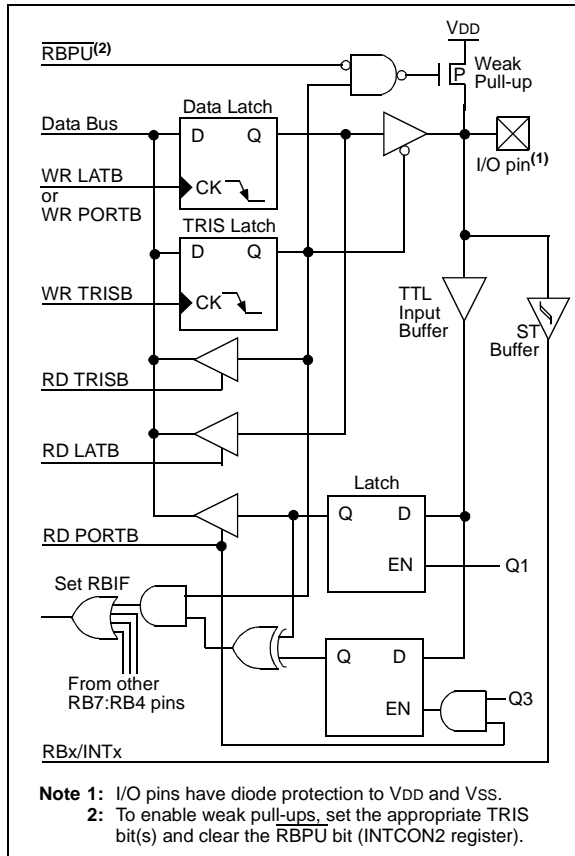 VDD
RBPU(2)
Weak
Pull-up
P
Data Latch
Data Bus
D
Q
I/O pin(1)
WR LATB
or
WR PORTB
CK
TRIS Latch
D
Q
WR TRISB
CK
TTL
Input
Buffer
ST
Buffer
RD TRISB
RD LATB
Latch
Q
D
RD PORTB
EN
Q1
Set RBIF
Q
D
From other
RB7:RB4 pins
EN
Q3
RBx/INTx
Note 1: I/O pins have diode protection to VDD and VSS.
2: To enable weak pull-ups, set the appropriate TRIS
bit(s) and clear the RBPU bit (INTCON2 register).